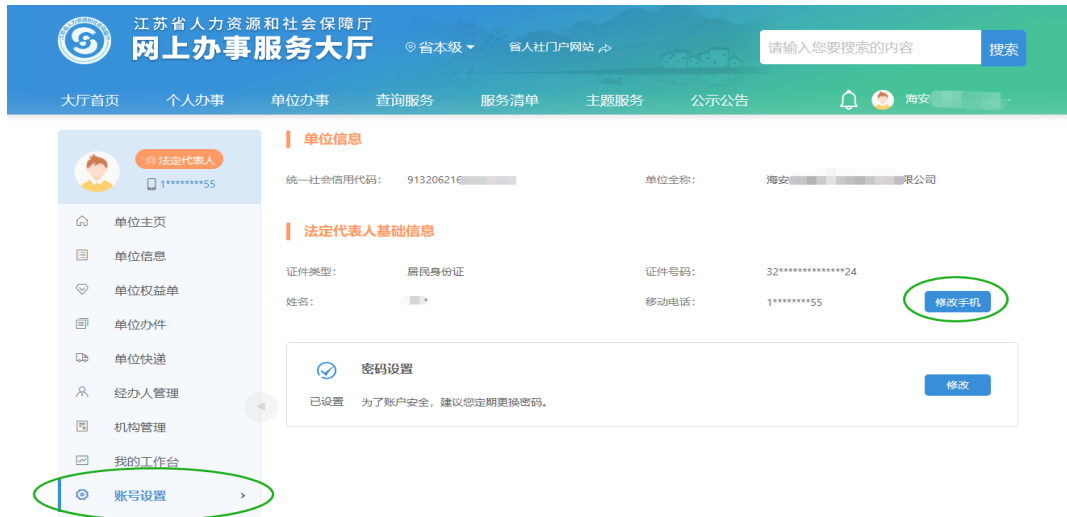 江苏省人力资源和社会保障厅
网上办事服务大厅
省本级
省人社门户网站
请输入您要搜索的内容
搜索
大厅首页 个人办事 单位办事 查询服务 服务清单 主题服务 公示公告 海安
法定代表人
1********55
单位主页
单位信息
单位权益单
单位办件
单位快递
经办人管理
机构管理
我的工作台
账号设置
单位信息
统一社会信用代码： 913206216 单位全称： 海安 限公司
法定代表人基础信息
证件类型： 居民身份证 证件号码： 32**************24
姓名： * 移动电话： 1********55 修改手机
密码设置
已设置 为了账户安全，建议您定期更换密码。 修改